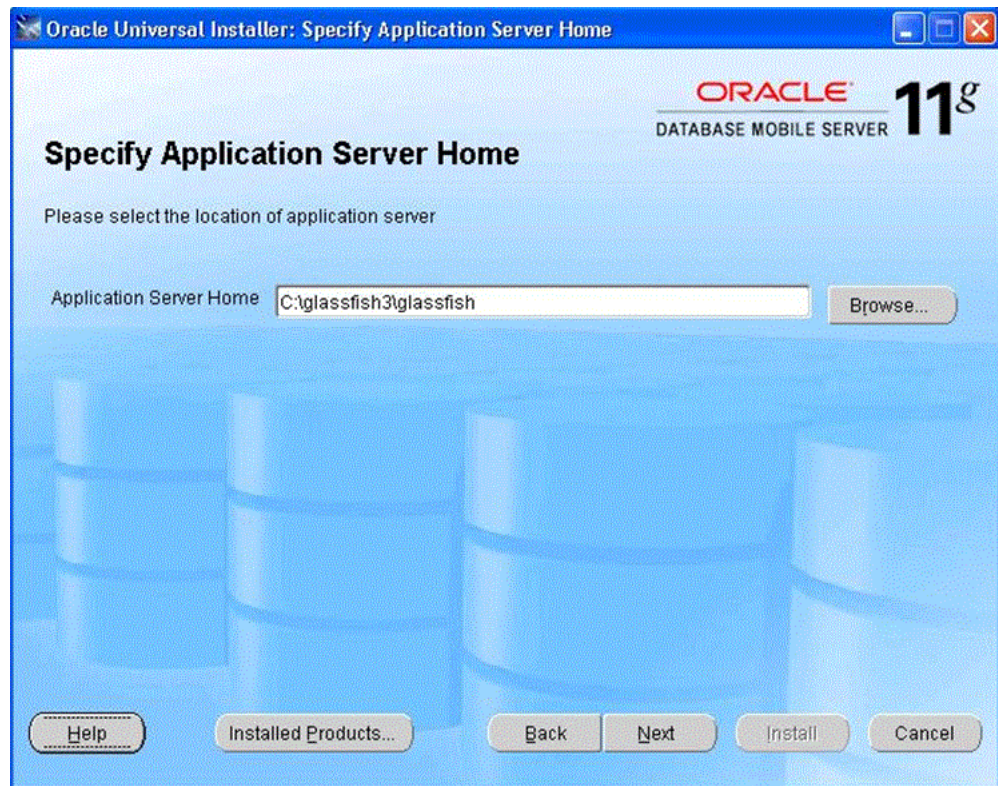 Oracle Universal Installer: Specify Application Server Home
ORACLE 11g
DATABASE MOBILE SERVER
Specify Application Server Home
Please select the location of application server
Application Server Home C:\glassfish3\glassfish Browse...
Help Installed Products... Back Next Install Cancel